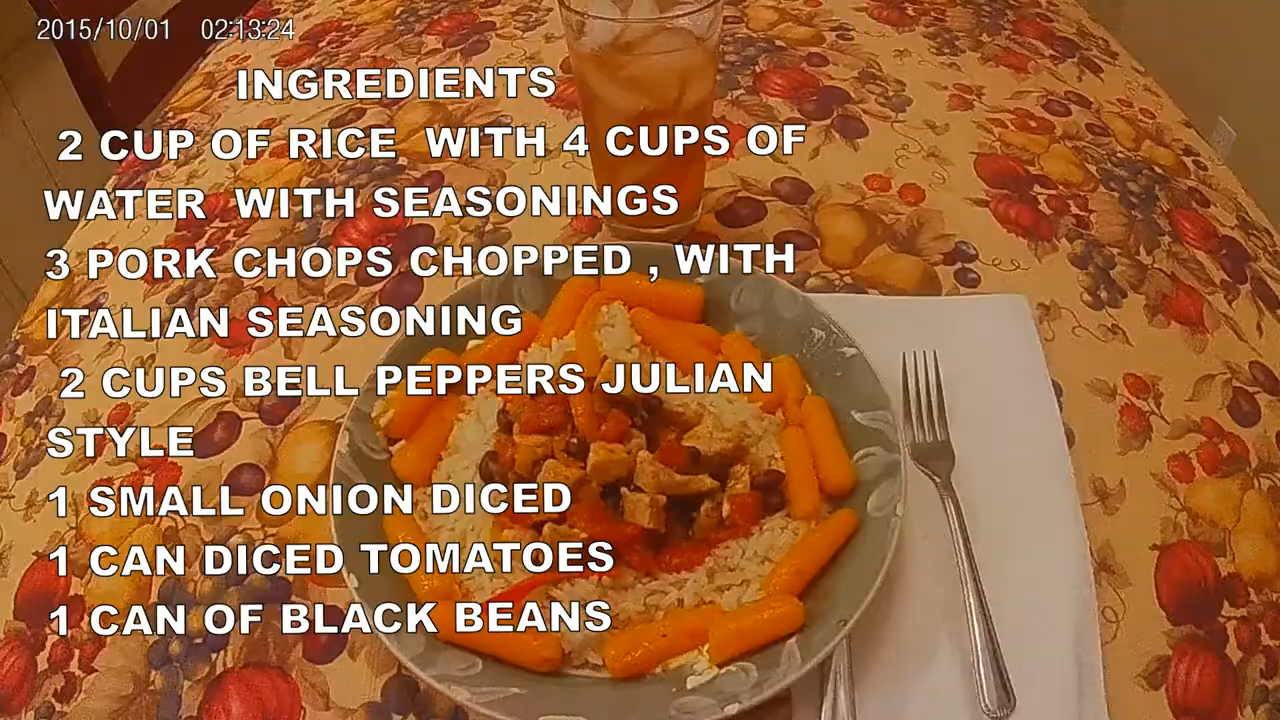 2015/10/01 02:13:24
INGREDIENTS
2 CUP OF RICE WITH 4 CUPS OF
WATER WITH SEASONINGS
3 PORK CHOPS CHOPPED , WITH
ITALIAN SEASONING
2 CUPS BELL PEPPERS JULIAN
STYLE
1 SMALL ONION DICED
1 CAN DICED TOMATOES
1 CAN OF BLACK BEANS